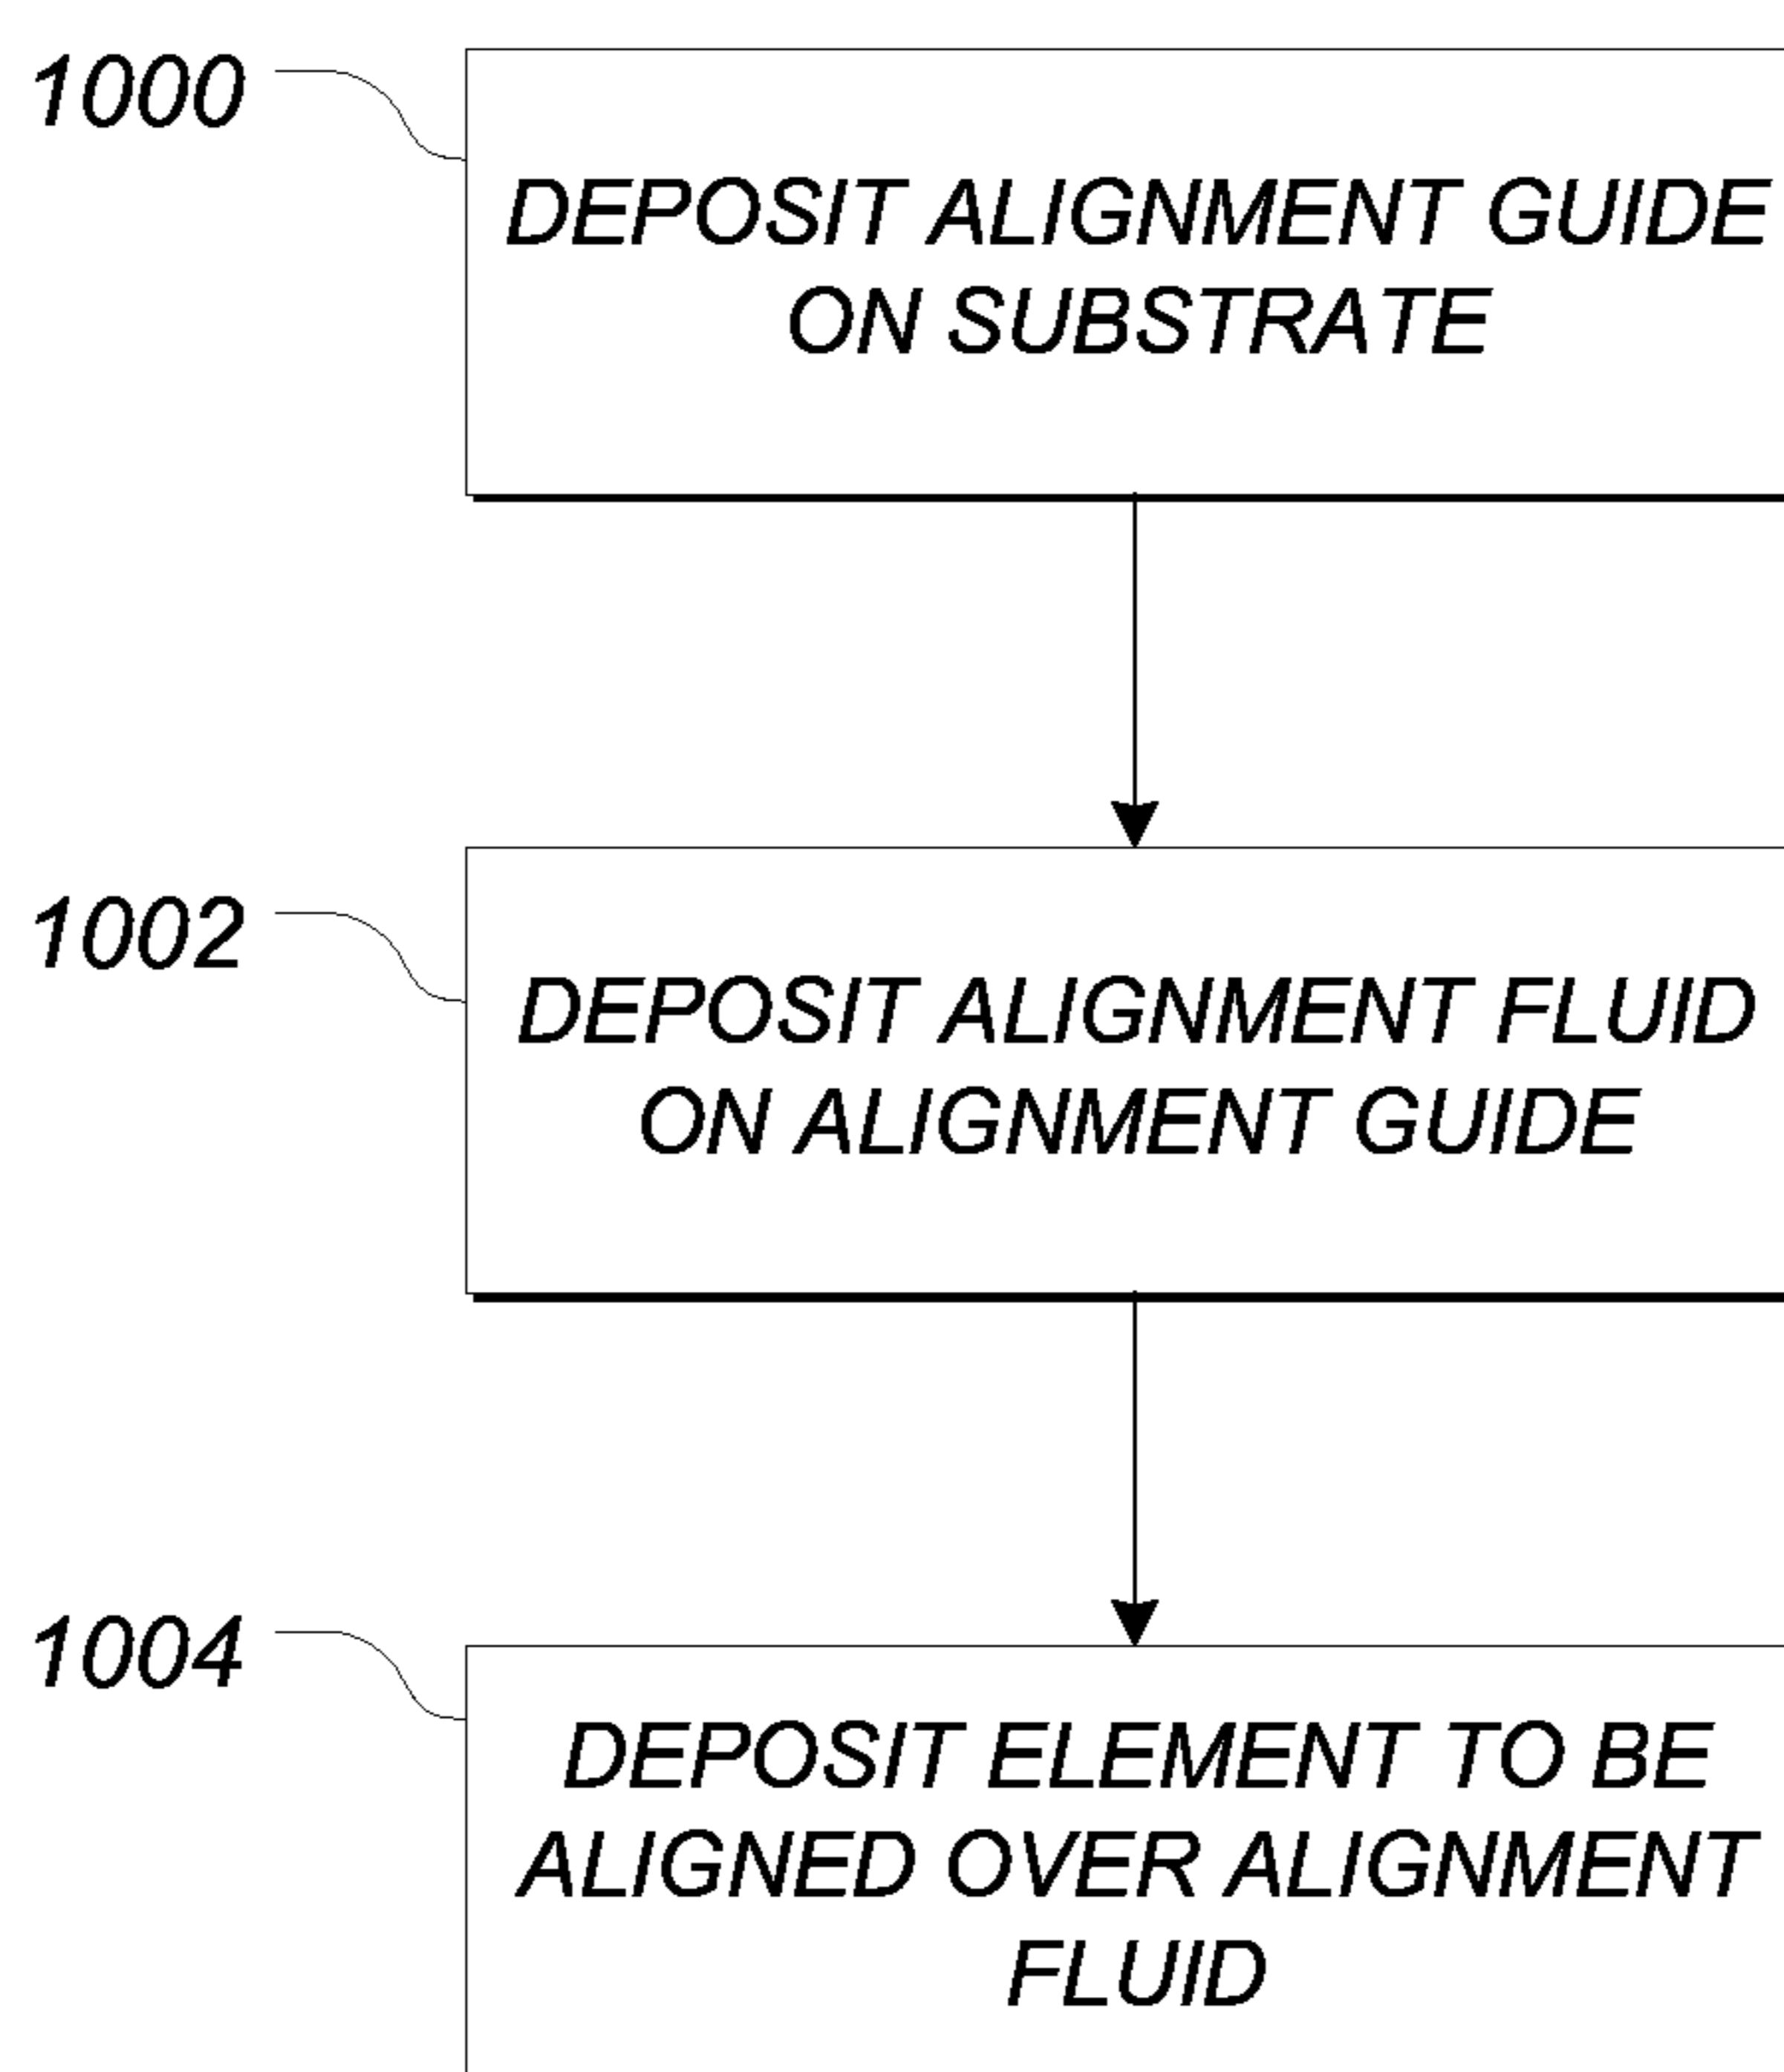 1000
DEPOSIT ALIGNMENT GUIDE
ON SUBSTRATE
1002
DEPOSIT ALIGNMENT FLUID
ON ALIGNMENT GUIDE
1004
DEPOSIT ELEMENT TO BE
ALIGNED OVER ALIGNMENT
FLUID